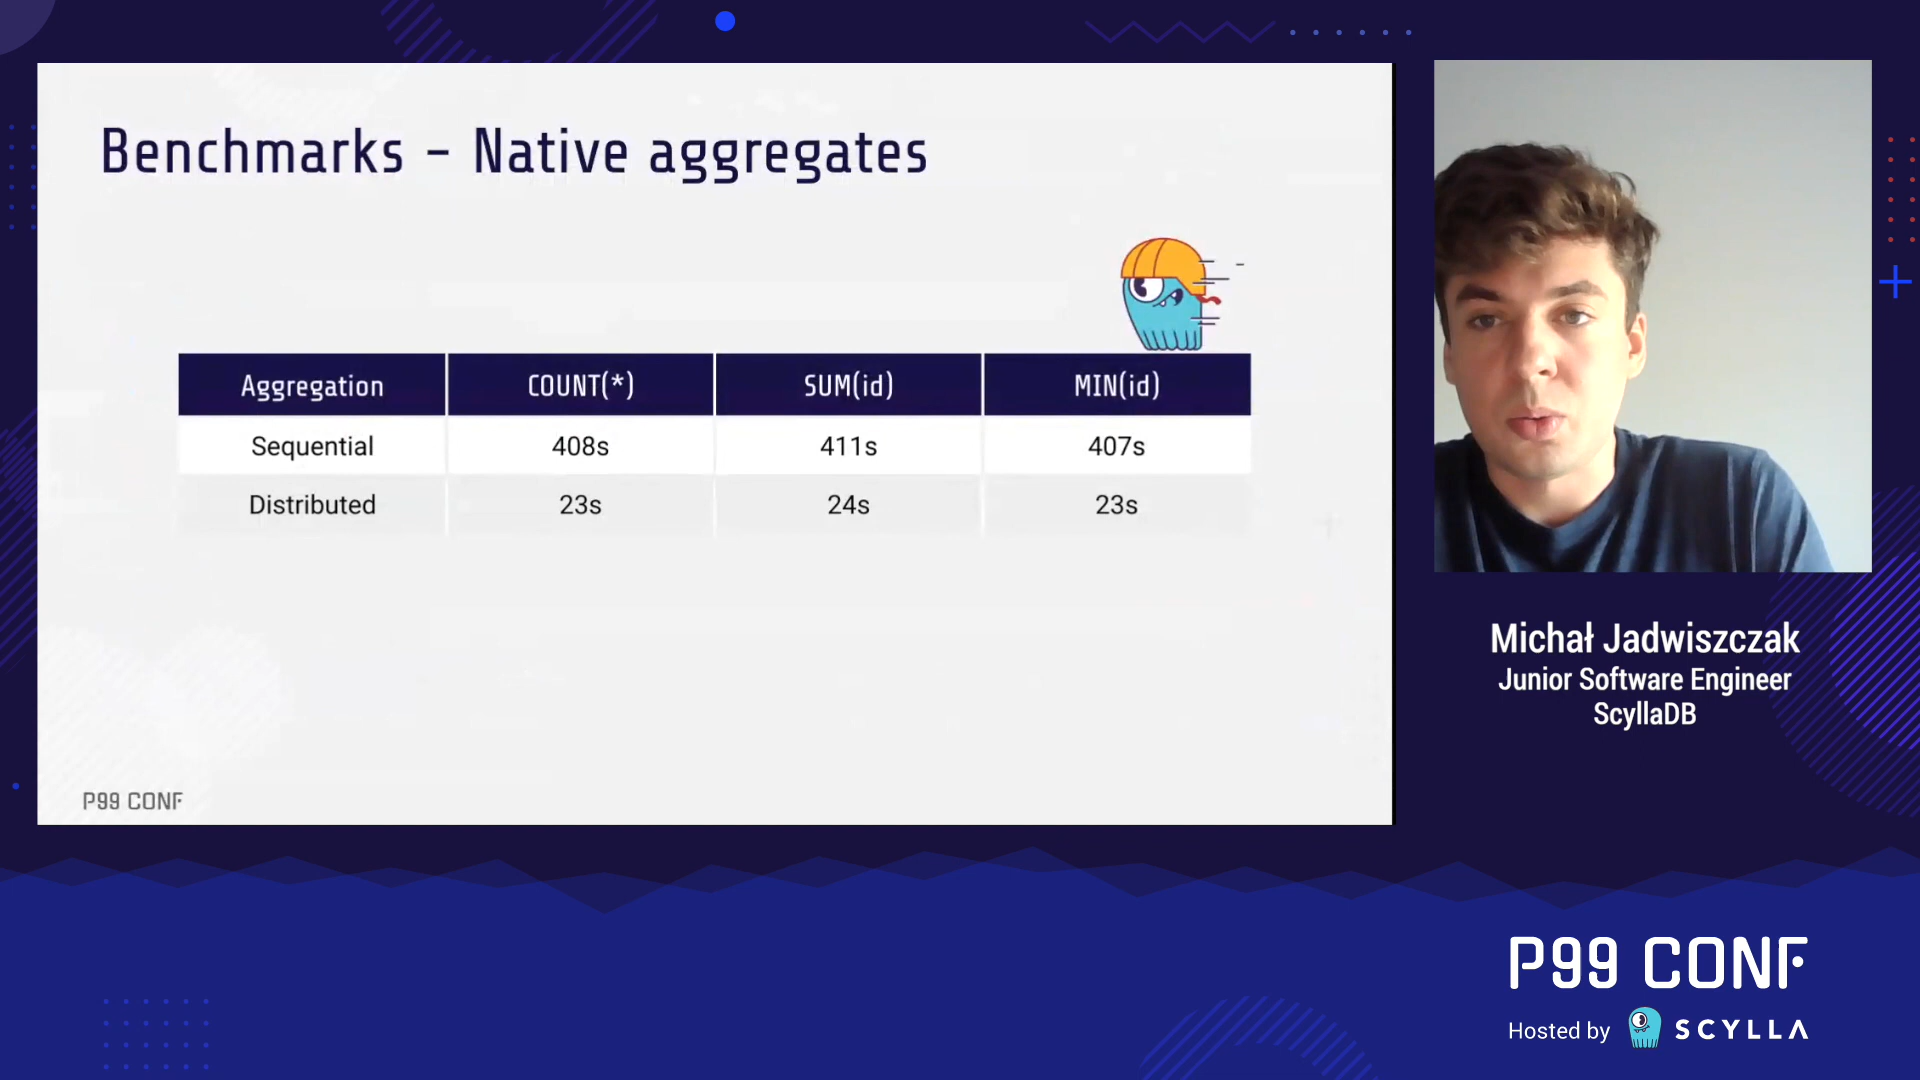 Benchmarks – Native aggregates
Aggregation COUNT(*) SUM(id) MIN(id)
Sequential 408s 411s 407s
Distributed 23s 24s 23s
P99 CONF
Michał Jadwiszczak
Junior Software Engineer
ScyllaDB
P99 CONF
Hosted by SCYLLA